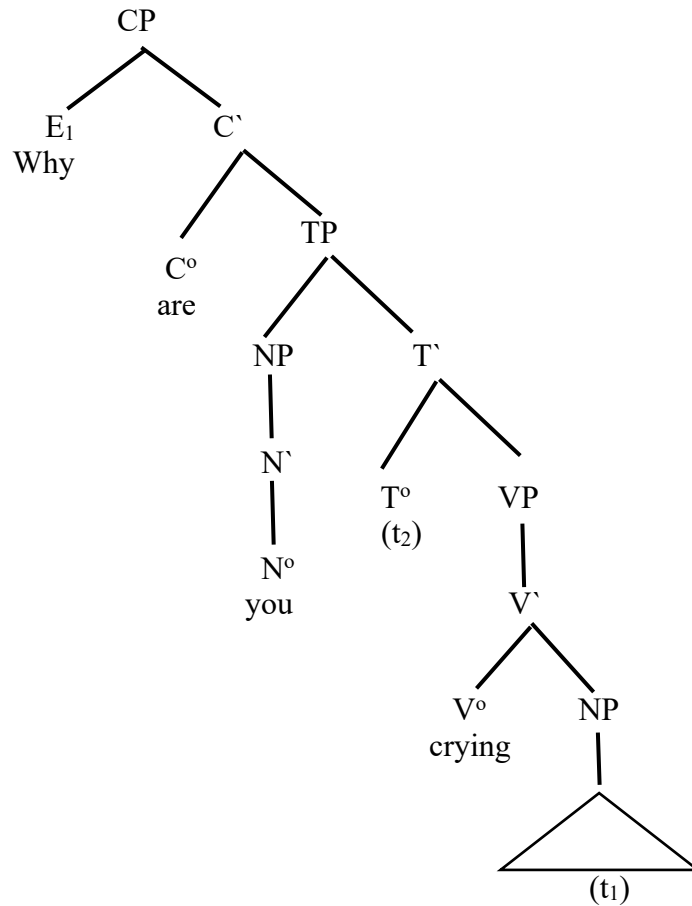 CP
E₁ C`
Why
TP
Cº
are
NP T`
N`
Tº VP
(t₂)
Nº
you V`
Vº NP
crying
(t₁)